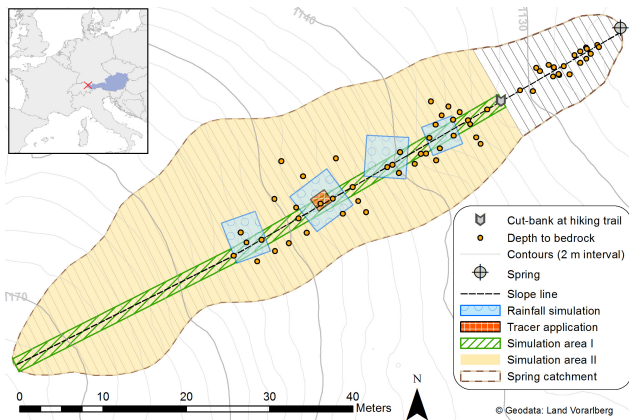 1140
1130
1170
Cut-bank at hiking trail
Depth to bedrock
Contours (2 m interval)
Spring
Slope line
Rainfall simulation
Tracer application
Simulation area I
Simulation area II
Spring catchment
0 10 20 30 40
Meters
N
© Geodata: Land Vorarlberg